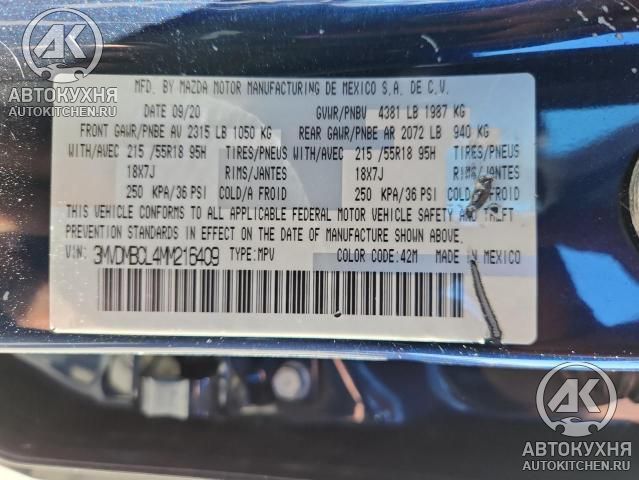 АК
АВТОКУХНЯ
AUTOKITCHEN.RU
MFD. BY MAZDA MOTOR MANUFACTURING DE MEXICO S.A. DE C.V.
DATE 09/20 GVWR/PNBV 4381 LB 1987 KG
FRONT GAWR/PNBE AV 2315 LB 1050 KG REAR GAWR/PNBE AR 2072 LB 940 KG
WITH/AVEC 215 /55R18 95H TIRES/PNEUS WITH/AVEC 215 /55R18 95H TIRES/PNEUS
18X7J RIMS/JANTES 18X7J RIMS/JANTES
250 KPA/36 PSI COLD/A FROID 250 KPA/36 PSI COLD/A FROID
THIS VEHICLE CONFORMS TO ALL APPLICABLE FEDERAL MOTOR VEHICLE SAFETY AND THEFT
PREVENTION STANDARDS IN EFFECT ON THE DATE OF MANUFACTURE SHOWN ABOVE.
VIN: 3MVDMBCL4MM216409 TYPE: MPV COLOR CODE: 42M MADE IN MEXICO
АК
АВТОКУХНЯ
AUTOKITCHEN.RU